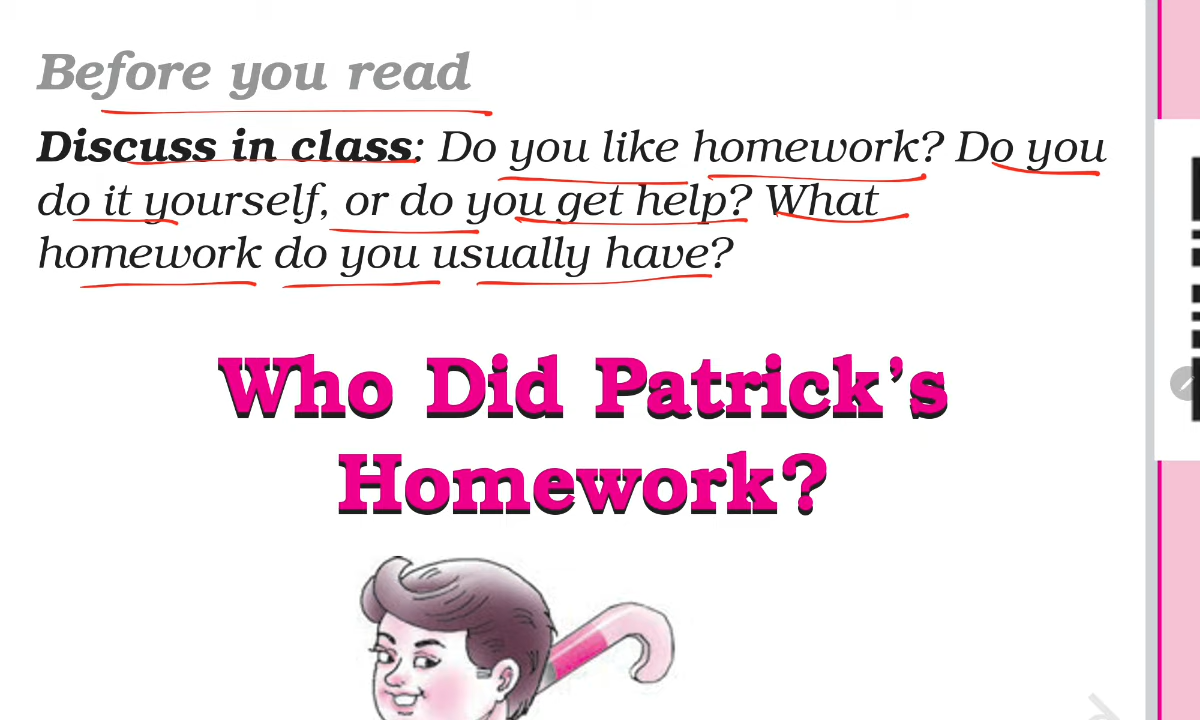 Before you read
Discuss in class: Do you like homework? Do you
do it yourself, or do you get help? What
homework do you usually have?
Who Did Patrick’s
Homework?